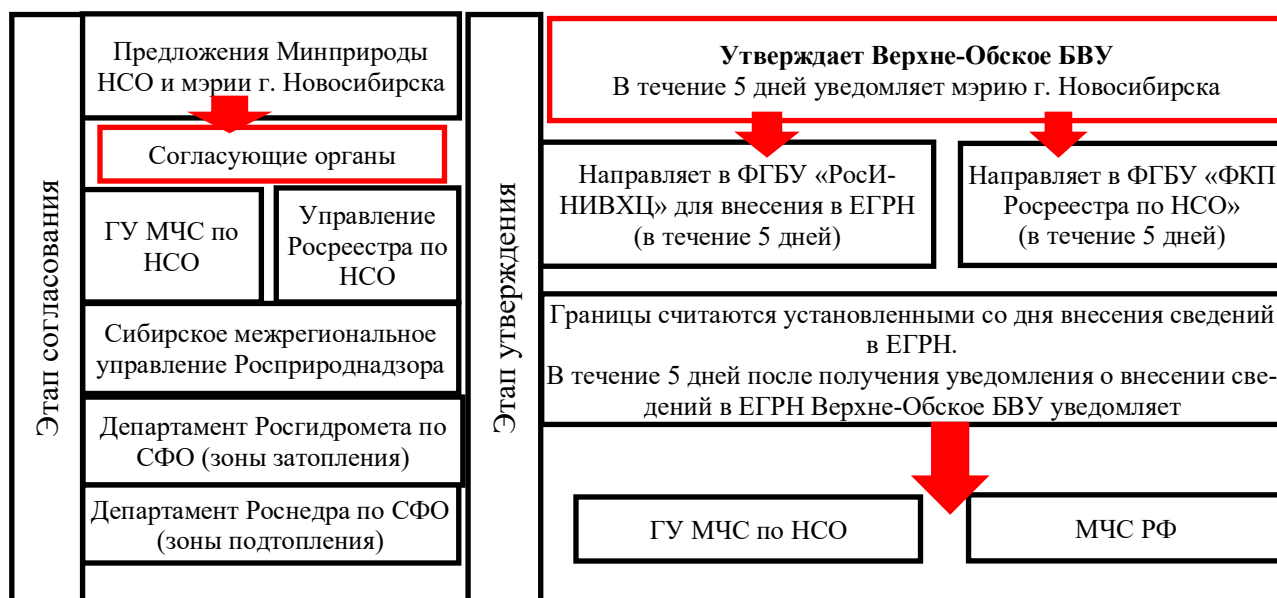 Этап согласования
Предложения Минприроды
НСО и мэрии г. Новосибирска
Согласующие органы
ГУ МЧС по
НСО
Управление
Росреестра по
НСО
Сибирское межрегиональное
управление Росприроднадзора
Департамент Росгидромета по
СФО (зоны затопления)
Департамент Роснедра по СФО
(зоны подтопления)
Этап утверждения
Утверждает Верхне-Обское БВУ
В течение 5 дней уведомляет мэрию г. Новосибирска
Направляет в ФГБУ «РосИ-
НИВХЦ» для внесения в ЕГРН
(в течение 5 дней)
Направляет в ФГБУ «ФКП
Росреестра по НСО»
(в течение 5 дней)
Границы считаются установленными со дня внесения сведений
в ЕГРН.
В течение 5 дней после получения уведомления о внесении све-
дений в ЕГРН Верхне-Обское БВУ уведомляет
ГУ МЧС по НСО
МЧС РФ